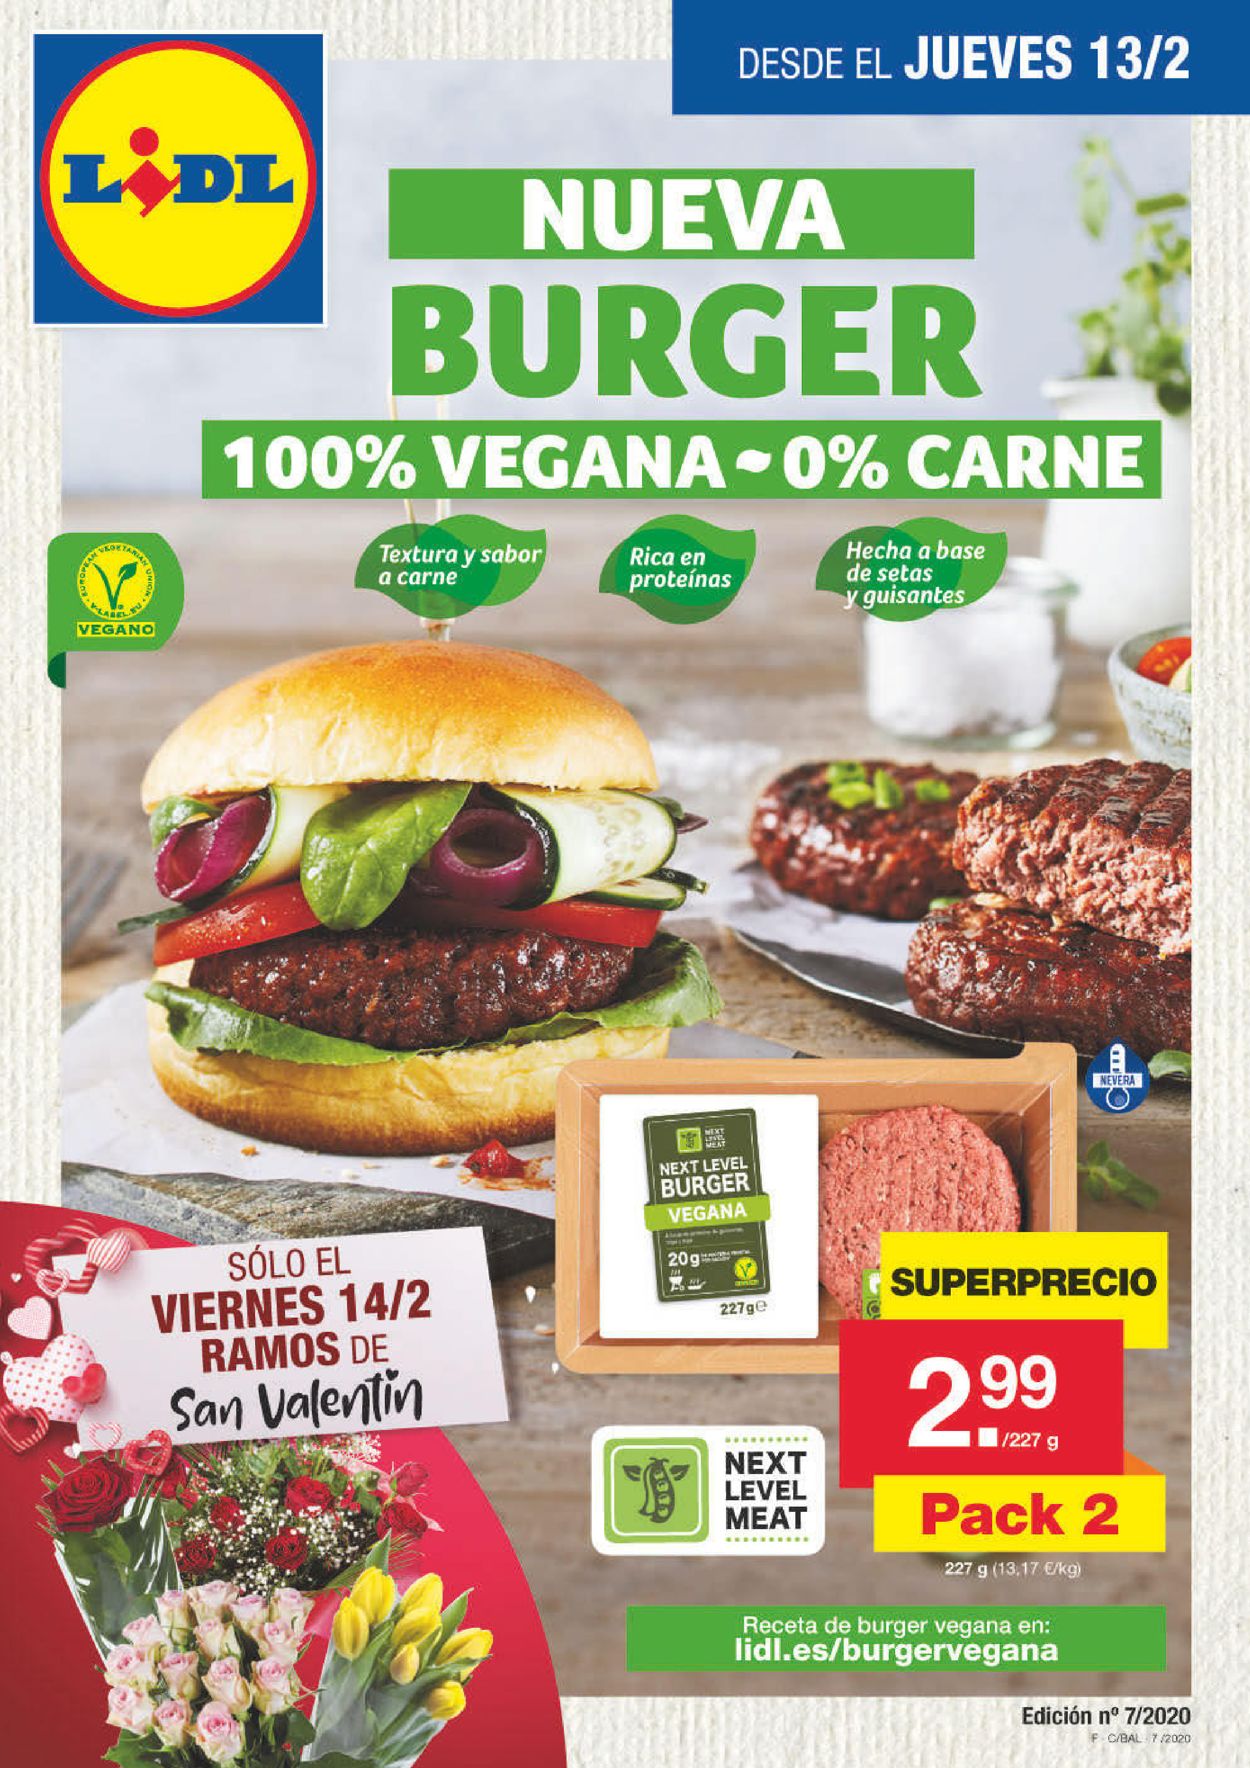 DESDE EL JUEVES 13/2
LiDL
NUEVA
BURGER
100% VEGANA ~ 0% CARNE
Textura y sabor
a carne
Rica en
proteínas
Hecha a base
de setas
y guisantes
EUROPEAN VEGETARIAN UNION
V-LABEL.EU
VEGANO
NEVERA
NEXT
LEVEL
MEAT
NEXT LEVEL
BURGER
VEGANA
20g
227g℮
SUPERPRECIO
2.99
/227 g
Pack 2
227 g (13,17 €/kg)
SÓLO EL
VIERNES 14/2
RAMOS DE
San Valentín
NEXT
LEVEL
MEAT
Receta de burger vegana en:
lidl.es/burgervegana
Edición nº 7/2020
F - C/BAL - 7 /2020